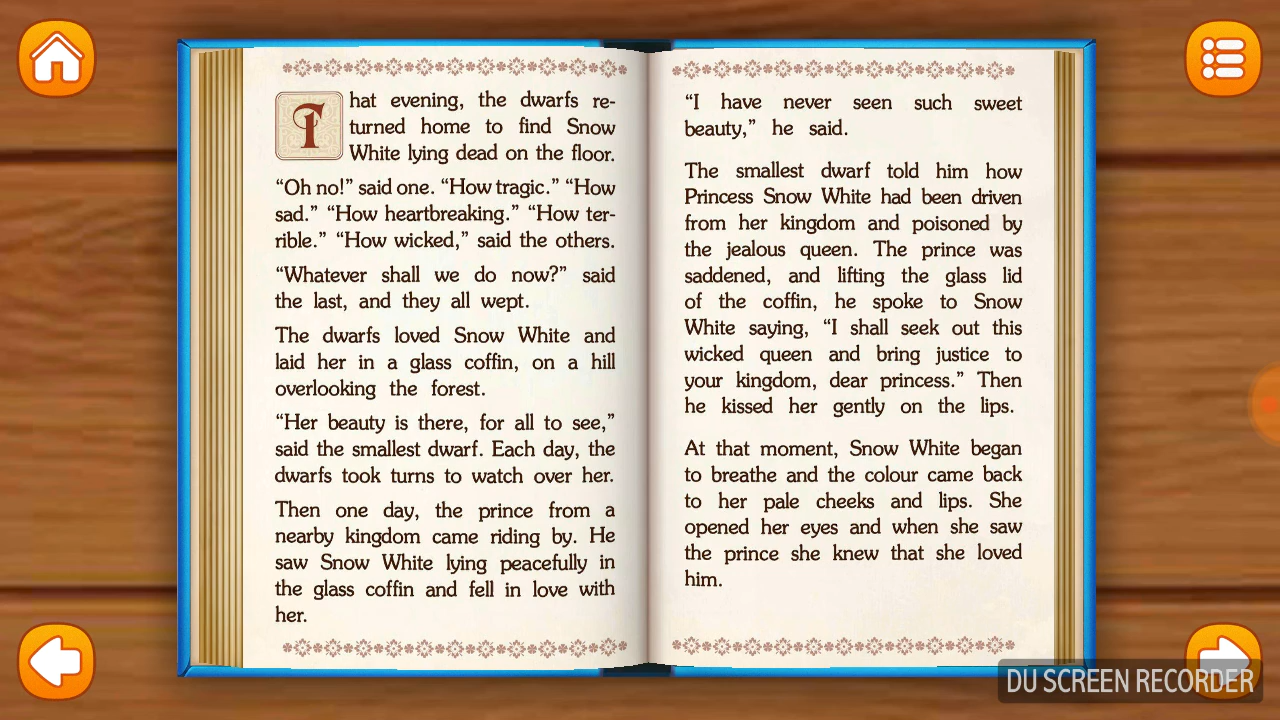 That evening, the dwarfs re-
turned home to find Snow
White lying dead on the floor.
“Oh no!” said one. “How tragic.” “How
sad.” “How heartbreaking.” “How ter-
rible.” “How wicked,” said the others.
“Whatever shall we do now?” said
the last, and they all wept.
The dwarfs loved Snow White and
laid her in a glass coffin, on a hill
overlooking the forest.
“Her beauty is there, for all to see,”
said the smallest dwarf. Each day, the
dwarfs took turns to watch over her.
Then one day, the prince from a
nearby kingdom came riding by. He
saw Snow White lying peacefully in
the glass coffin and fell in love with
her.
“I have never seen such sweet
beauty,” he said.
The smallest dwarf told him how
Princess Snow White had been driven
from her kingdom and poisoned by
the jealous queen. The prince was
saddened, and lifting the glass lid
of the coffin, he spoke to Snow
White saying, “I shall seek out this
wicked queen and bring justice to
your kingdom, dear princess.” Then
he kissed her gently on the lips.
At that moment, Snow White began
to breathe and the colour came back
to her pale cheeks and lips. She
opened her eyes and when she saw
the prince she knew that she loved
him.
DU SCREEN RECORDER